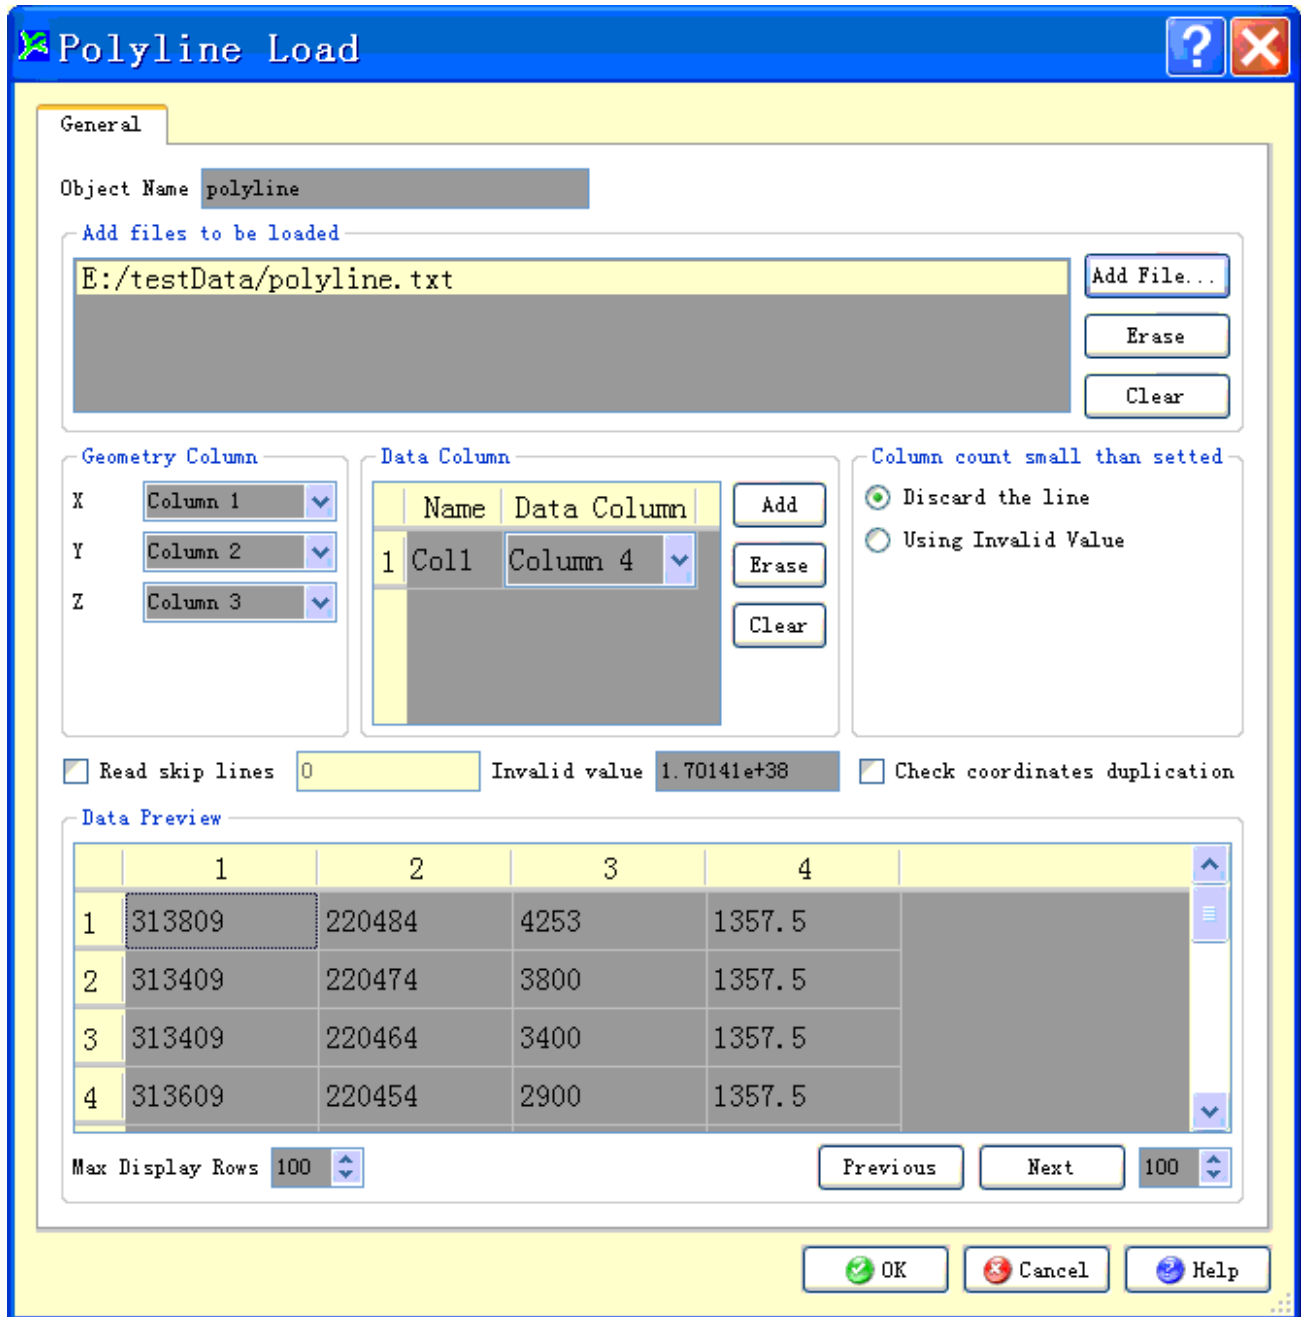 Polyline Load
General
Object Name polyline
Add files to be loaded
E:/testData/polyline.txt
Add File...
Erase
Clear
Geometry Column
X Column 1
Y Column 2
Z Column 3
Data Column
Name Data Column
1 Col1 Column 4
Add
Erase
Clear
Column count small than setted
Discard the line
Using Invalid Value
Read skip lines 0 Invalid value 1.70141e+38 Check coordinates duplication
Data Preview
1 2 3 4
1 313809 220484 4253 1357.5
2 313409 220474 3800 1357.5
3 313409 220464 3400 1357.5
4 313609 220454 2900 1357.5
Max Display Rows 100 Previous Next 100
OK Cancel Help